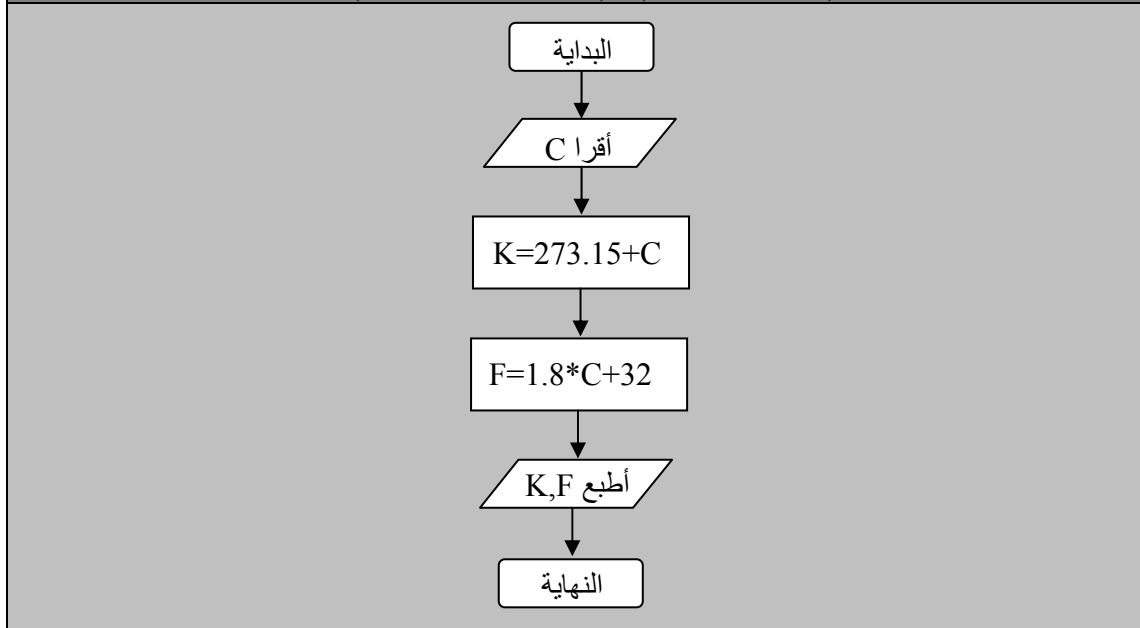 البداية
أقرا C
K=273.15+C
F=1.8*C+32
أطبع K,F
النهاية